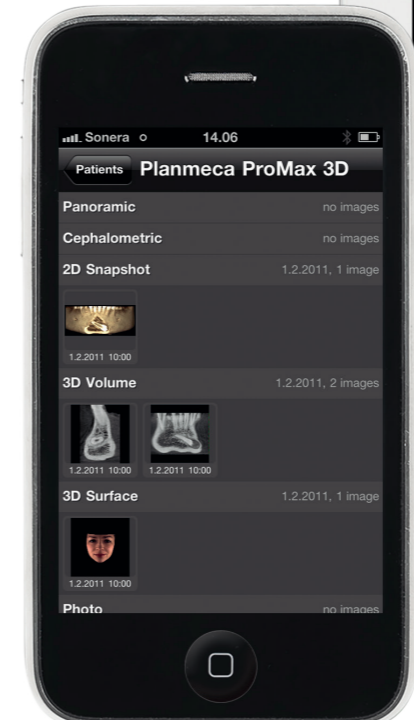 Sonera 14.06
Patients Planmeca ProMax 3D
Panoramic no images
Cephalometric no images
2D Snapshot 1.2.2011, 1 image
1.2.2011 10:00
3D Volume 1.2.2011, 2 images
1.2.2011 10:00 1.2.2011 10:00
3D Surface 1.2.2011, 1 image
1.2.2011 10:00
Photo no images